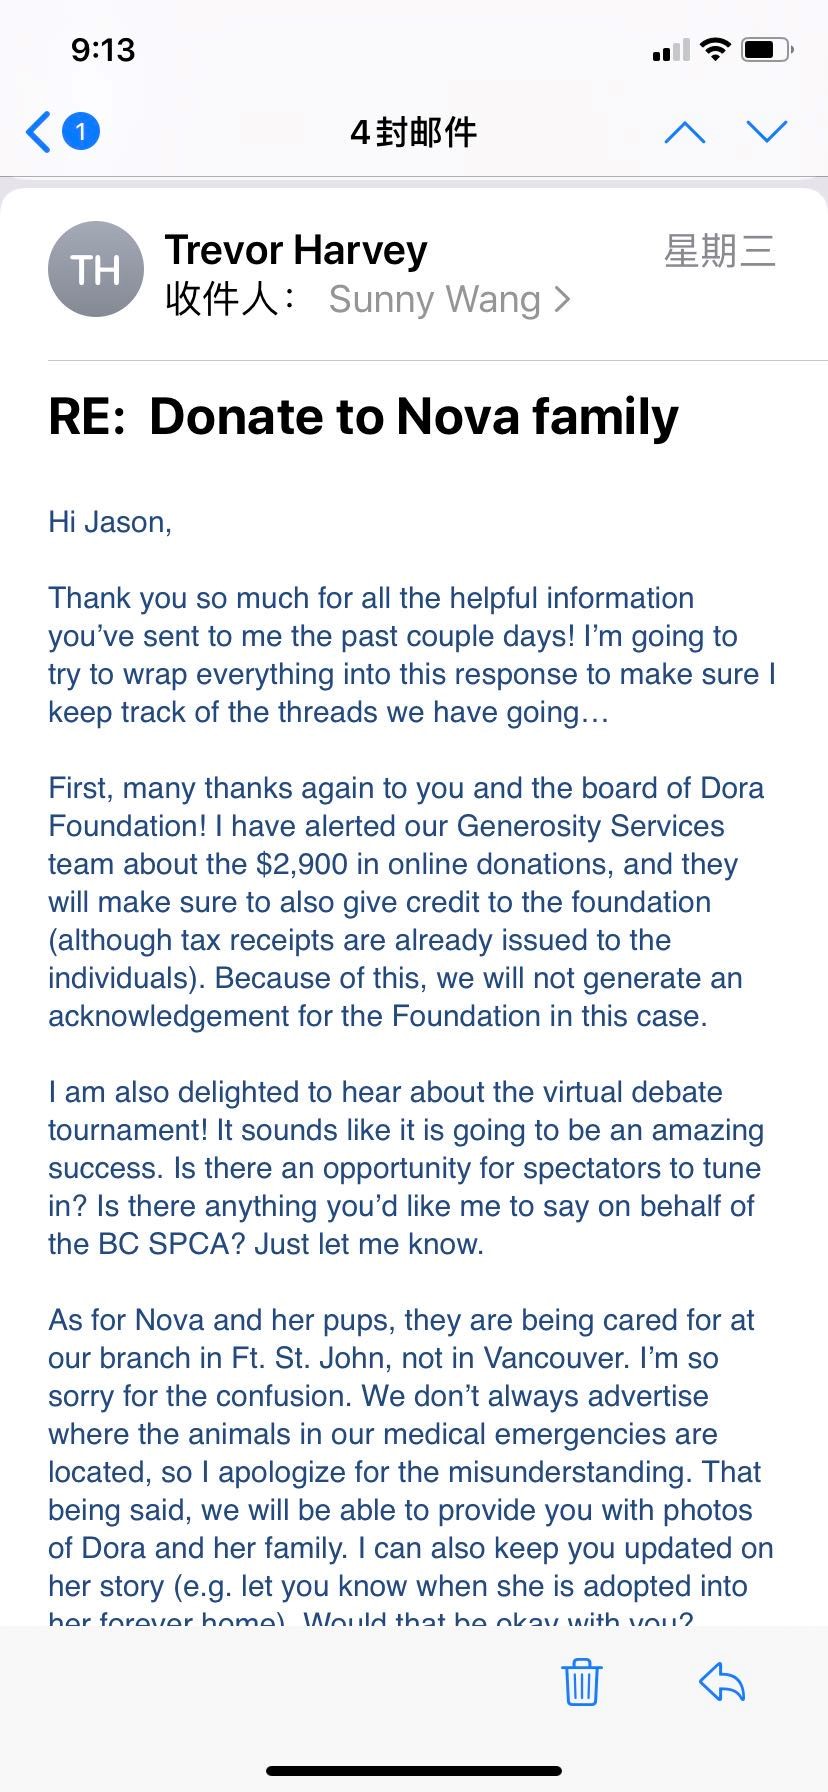 9:13
1
4封邮件
TH
Trevor Harvey
星期三
收件人： Sunny Wang
RE: Donate to Nova family
Hi Jason,
Thank you so much for all the helpful information
you’ve sent to me the past couple days! I’m going to
try to wrap everything into this response to make sure I
keep track of the threads we have going…
First, many thanks again to you and the board of Dora
Foundation! I have alerted our Generosity Services
team about the $2,900 in online donations, and they
will make sure to also give credit to the foundation
(although tax receipts are already issued to the
individuals). Because of this, we will not generate an
acknowledgement for the Foundation in this case.
I am also delighted to hear about the virtual debate
tournament! It sounds like it is going to be an amazing
success. Is there an opportunity for spectators to tune
in? Is there anything you’d like me to say on behalf of
the BC SPCA? Just let me know.
As for Nova and her pups, they are being cared for at
our branch in Ft. St. John, not in Vancouver. I’m so
sorry for the confusion. We don’t always advertise
where the animals in our medical emergencies are
located, so I apologize for the misunderstanding. That
being said, we will be able to provide you with photos
of Dora and her family. I can also keep you updated on
her story (e.g. let you know when she is adopted into
her forever home). Would that be okay with you?